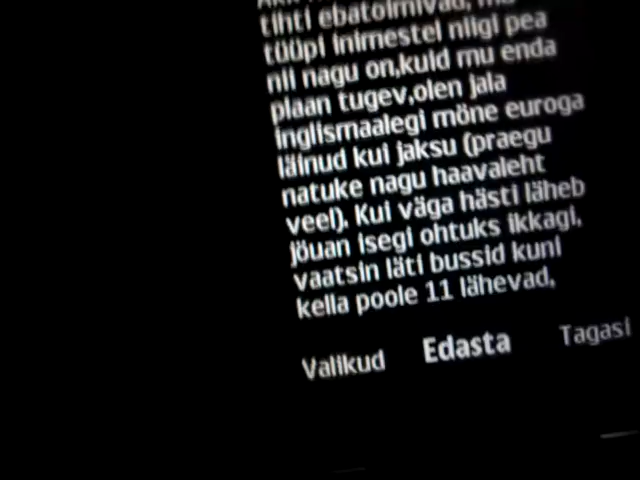 tihti ebatoimivad,
tüüpi inimestel niigi pea
nii nagu on,kuid mu enda
plaan tugev,olen jala
inglismaalegi mõne euroga
läinud kui jaksu (praegu
natuke nagu haavaleht
veel). Kui väga hästi läheb
jõuan isegi ohtuks ikkagi,
vaatsin läti bussid kuni
kella poole 11 lähevad,
Valikud Edasta Tagasi